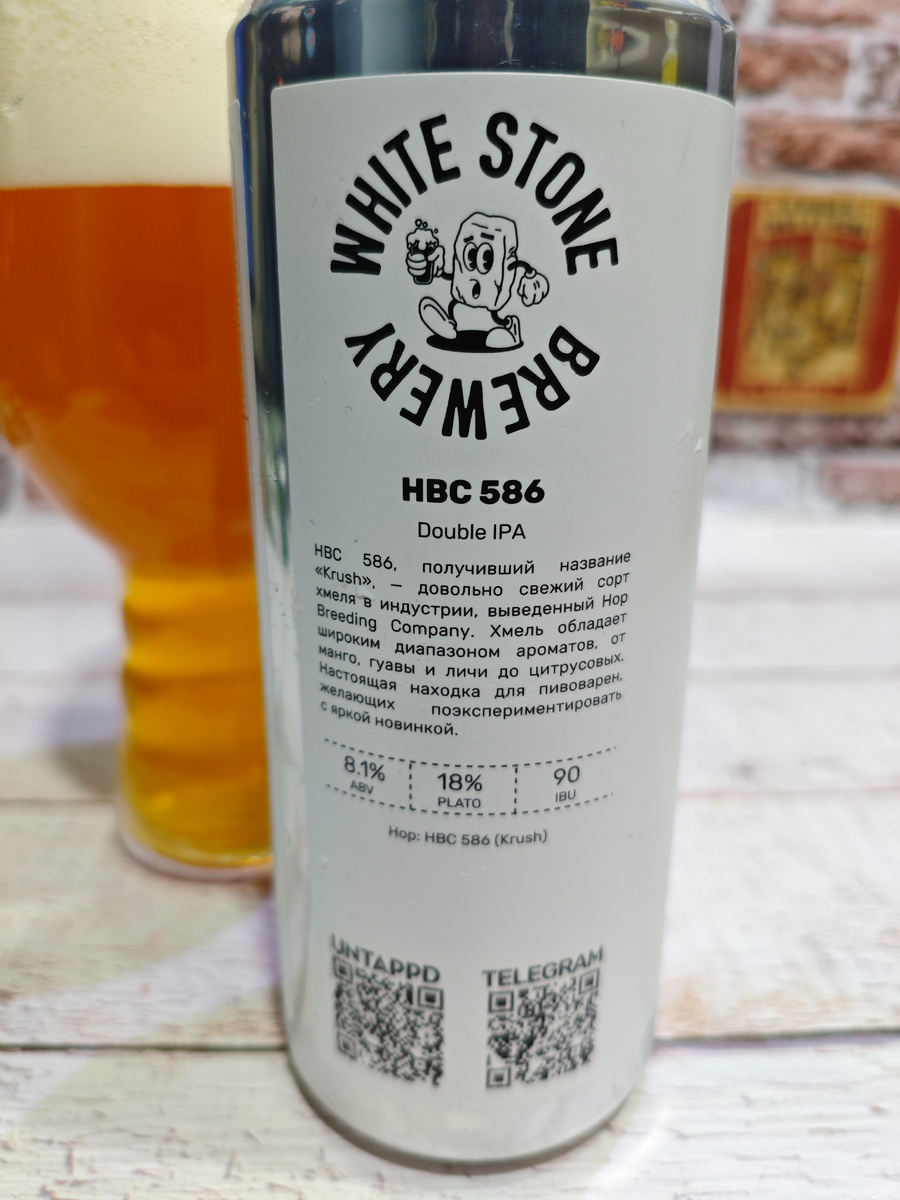 WHITE STONE
BREWERY
HBC 586
Double IPA
HBC 586, получивший название
«Krush», — довольно свежий сорт
хмеля в индустрии, выведенный Hop
Breeding Company. Хмель обладает
широким диапазоном ароматов, от
манго, гуавы и личи до цитрусовых.
Настоящая находка для пивоварен,
желающих поэкспериментировать
с яркой новинкой.
8.1% 18% 90
ABV PLATO IBU
Hop: HBC 586 (Krush)
UNTAPPD TELEGRAM